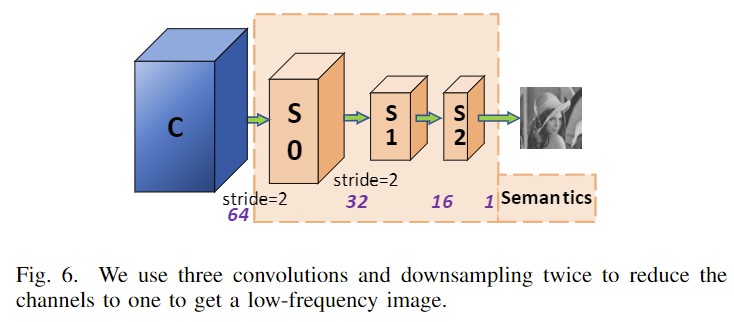 C
S
0
S
1
S
2
stride=2
stride=2
64
32
16
1
Semantics
Fig. 6. We use three convolutions and downsampling twice to reduce the
channels to one to get a low-frequency image.